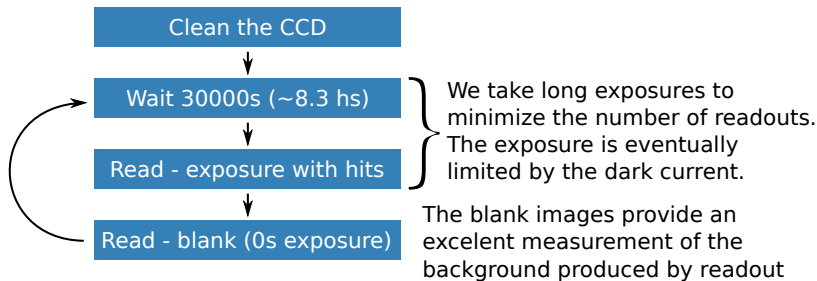 Clean the CCD
Wait 30000s (~8.3 hs)
Read - exposure with hits
Read - blank (0s exposure)
We take long exposures to
minimize the number of readouts.
The exposure is eventually
limited by the dark current.
The blank images provide an
excelent measurement of the
background produced by readout